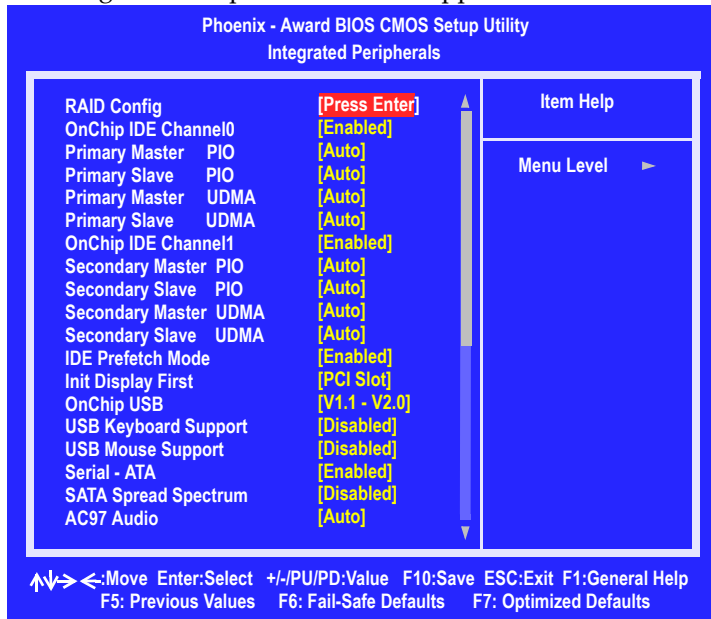 Phoenix - Award BIOS CMOS Setup Utility
Integrated Peripherals
RAID Config [Press Enter]
OnChip IDE Channel0 [Enabled]
Primary Master PIO [Auto]
Primary Slave PIO [Auto]
Primary Master UDMA [Auto]
Primary Slave UDMA [Auto]
OnChip IDE Channel1 [Enabled]
Secondary Master PIO [Auto]
Secondary Slave PIO [Auto]
Secondary Master UDMA [Auto]
Secondary Slave UDMA [Auto]
IDE Prefetch Mode [Enabled]
Init Display First [PCI Slot]
OnChip USB [V1.1 - V2.0]
USB Keyboard Support [Disabled]
USB Mouse Support [Disabled]
Serial - ATA [Enabled]
SATA Spread Spectrum [Disabled]
AC97 Audio [Auto]
Item Help
Menu Level ►
:Move Enter:Select +/-/PU/PD:Value F10:Save ESC:Exit F1:General Help
F5: Previous Values F6: Fail-Safe Defaults F7: Optimized Defaults